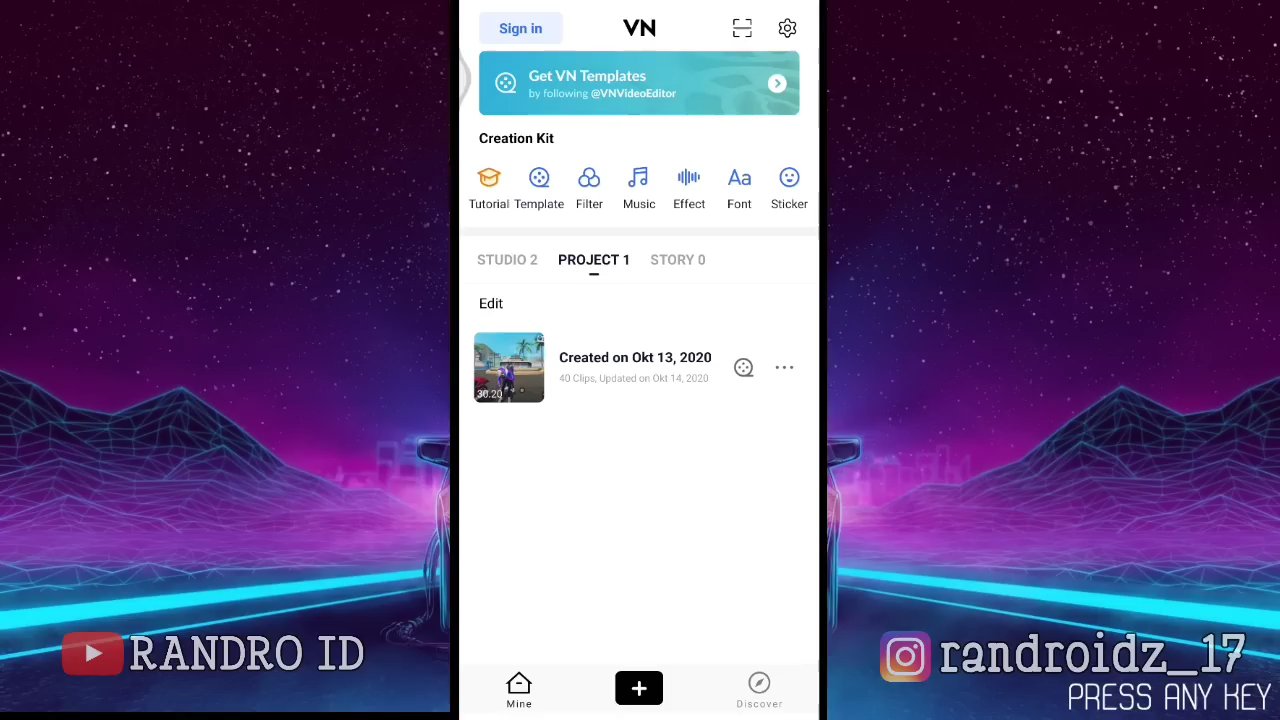 Sign in
VN
Get VN Templates
by following @VNVideoEditor
Creation Kit
Tutorial Template Filter Music Effect Font Sticker
Aa
STUDIO 2 PROJECT 1 STORY 0
Edit
Created on Okt 13, 2020
40 Clips, Updated on Okt 14, 2020
30.20
RANDRO ID
randroidz_17
PRESS ANY KEY
Mine
Discover